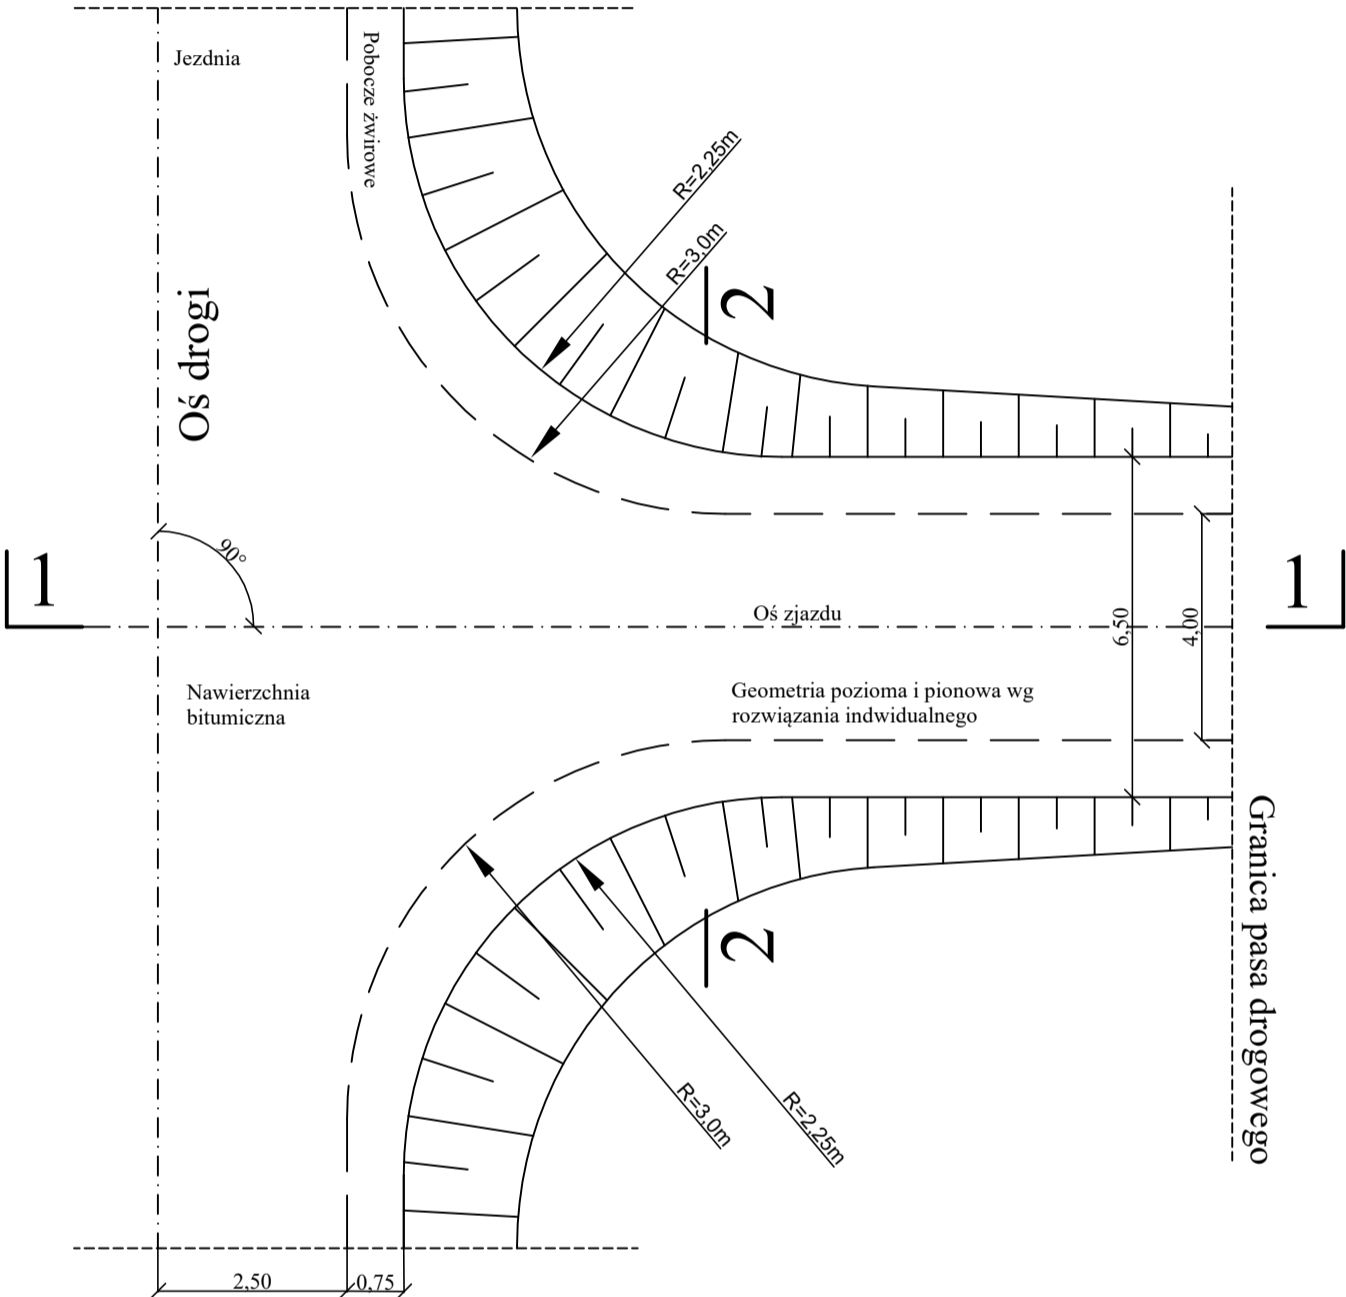 Jezdnia
Pobocze żwirowe
R=2,25m
R=3,0m
2
Oś drogi
90°
1
1
Oś zjazdu
6,50
4,00
Nawierzchnia
bitumiczna
Geometria pozioma i pionowa wg
rozwiązania indwidualnego
Granica pasa drogowego
2
R=3,0m
R=2,25m
2,50
0,75